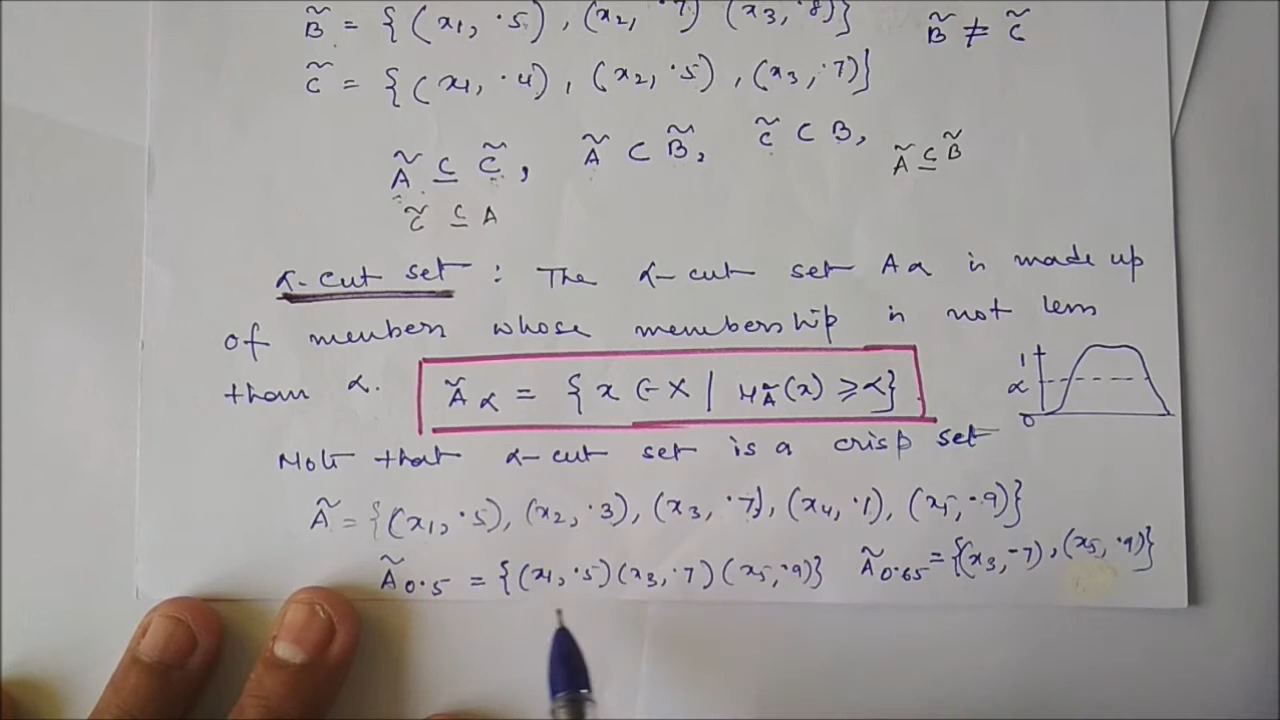 B̃ = {(x1, .5), (x2, .7) (x3, .8)} B̃ ≠ C̃
C̃ = {(x1, .4), (x2, .5), (x3, .7)}
Ã ⊆ C̃, Ã ⊂ B̃, C̃ ⊂ B, Ã ⊆ B̃
C̃ ⊆ A
α-cut set : The α-cut set Aα is made up
of members whose membership is not less
than α. Ãα = {x ∈ X | μÃ(x) ≥ α}
1
α
0
Note that α-cut set is a crisp set
Ã = {(x1, .5), (x2, .3), (x3, .7), (x4, .1), (x5, .9)}
Ã0.5 = {(x1, .5)(x3, .7)(x5, .9)} Ã0.65 = {(x3, .7), (x5, .9)}